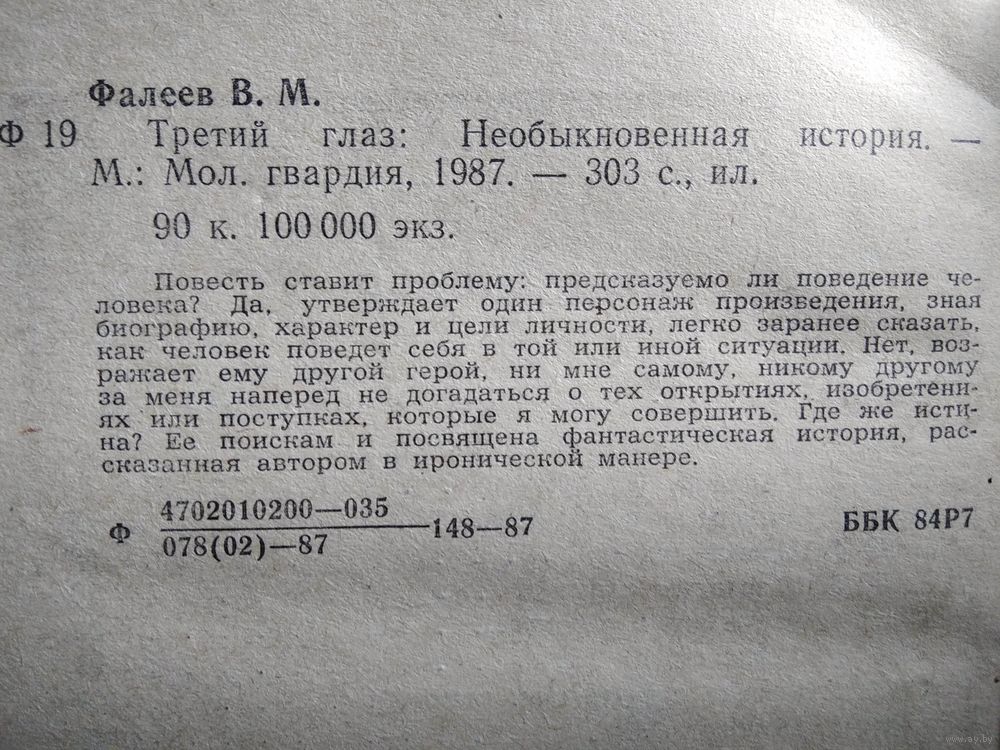 Фалеев В. М.
Ф 19 Третий глаз: Необыкновенная история. —
М.: Мол. гвардия, 1987. — 303 с., ил.
90 к. 100 000 экз.
Повесть ставит проблему: предсказуемо ли поведение че-
ловека? Да, утверждает один персонаж произведения, зная
биографию, характер и цели личности, легко заранее сказать,
как человек поведет себя в той или иной ситуации. Нет, воз-
ражает ему другой герой, ни мне самому, никому другому
за меня наперед не догадаться о тех открытиях, изобретени-
ях или поступках, которые я могу совершить. Где же исти-
на? Ее поискам и посвящена фантастическая история, рас-
сказанная автором в иронической манере.
Ф 4702010200—035
078(02)—87 148—87
ББК 84Р7
www.ay.by